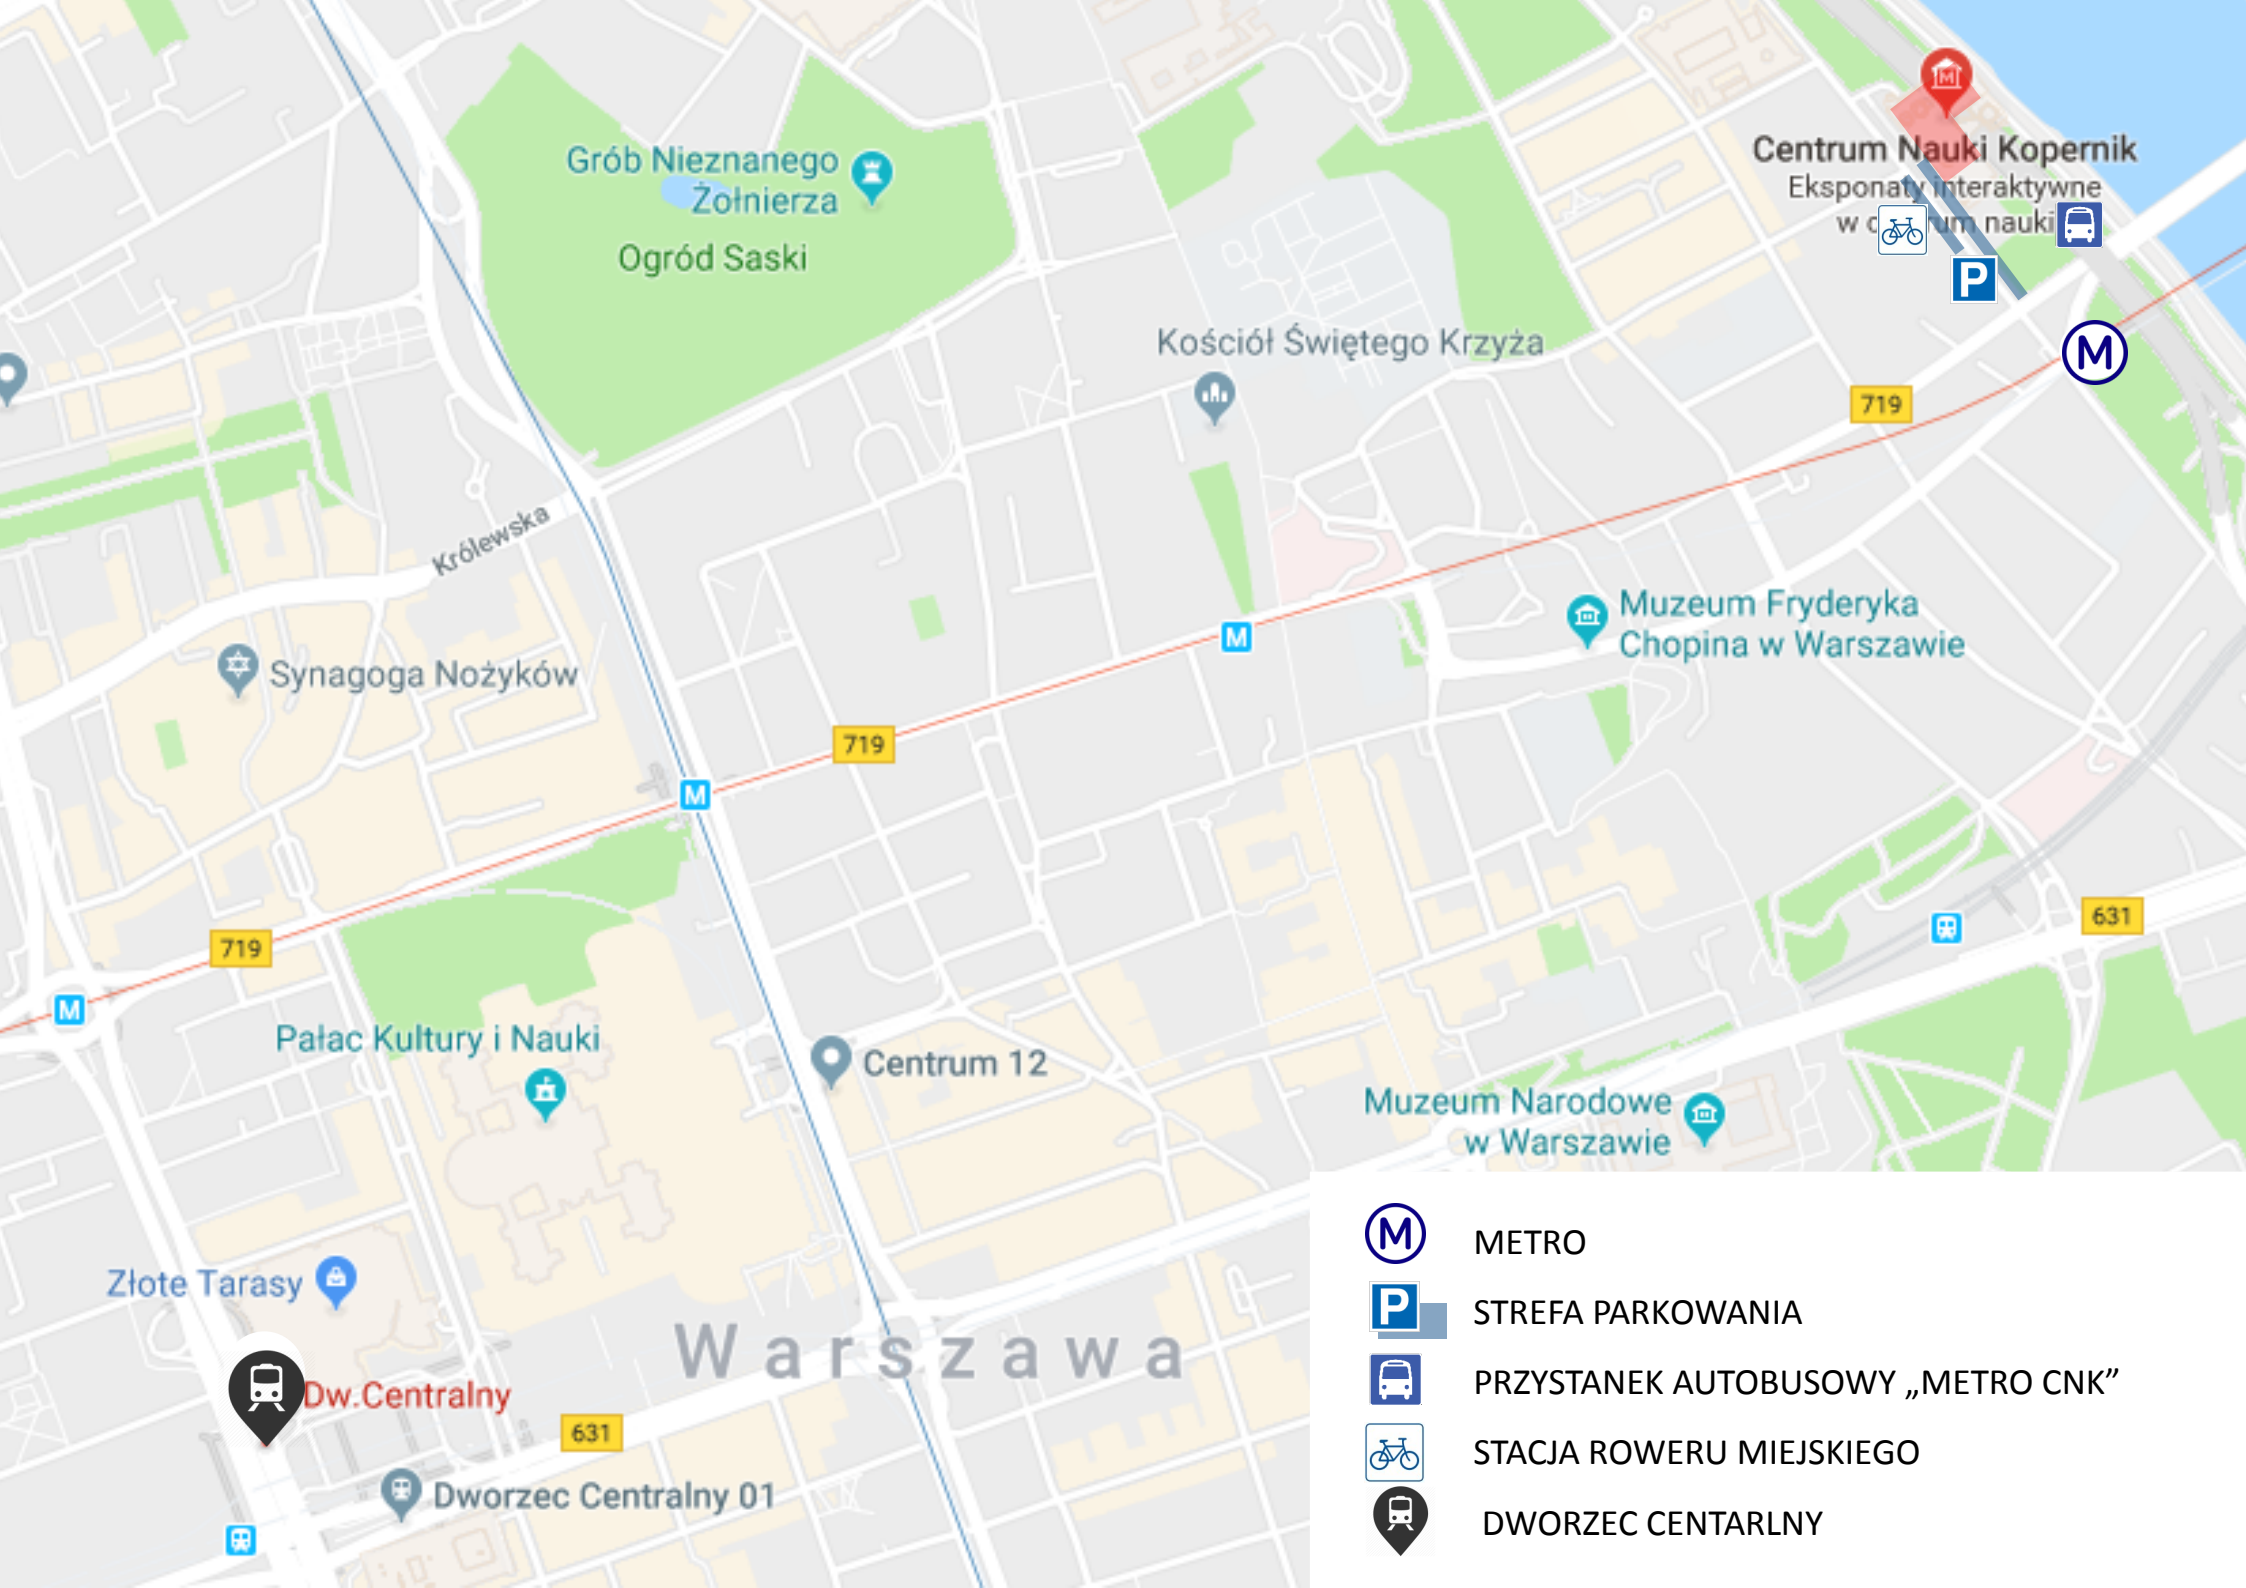 Grób Nieznanego
Żołnierza
Ogród Saski
Centrum Nauki Kopernik
Eksponaty interaktywne
nauki
P
M
Kościół Świętego Krzyża
719
Królewska
Muzeum Fryderyka
Chopina w Warszawie
M
Synagoga Nożyków
719
M
719
631
M
Pałac Kultury i Nauki
Centrum 12
Muzeum Narodowe
w Warszawie
Złote Tarasy
Warszawa
Dw.Centralny
631
Dworzec Centralny 01
M METRO
P STREFA PARKOWANIA
PRZYSTANEK AUTOBUSOWY „METRO CNK”
STACJA ROWERU MIEJSKIEGO
DWORZEC CENTARLNY